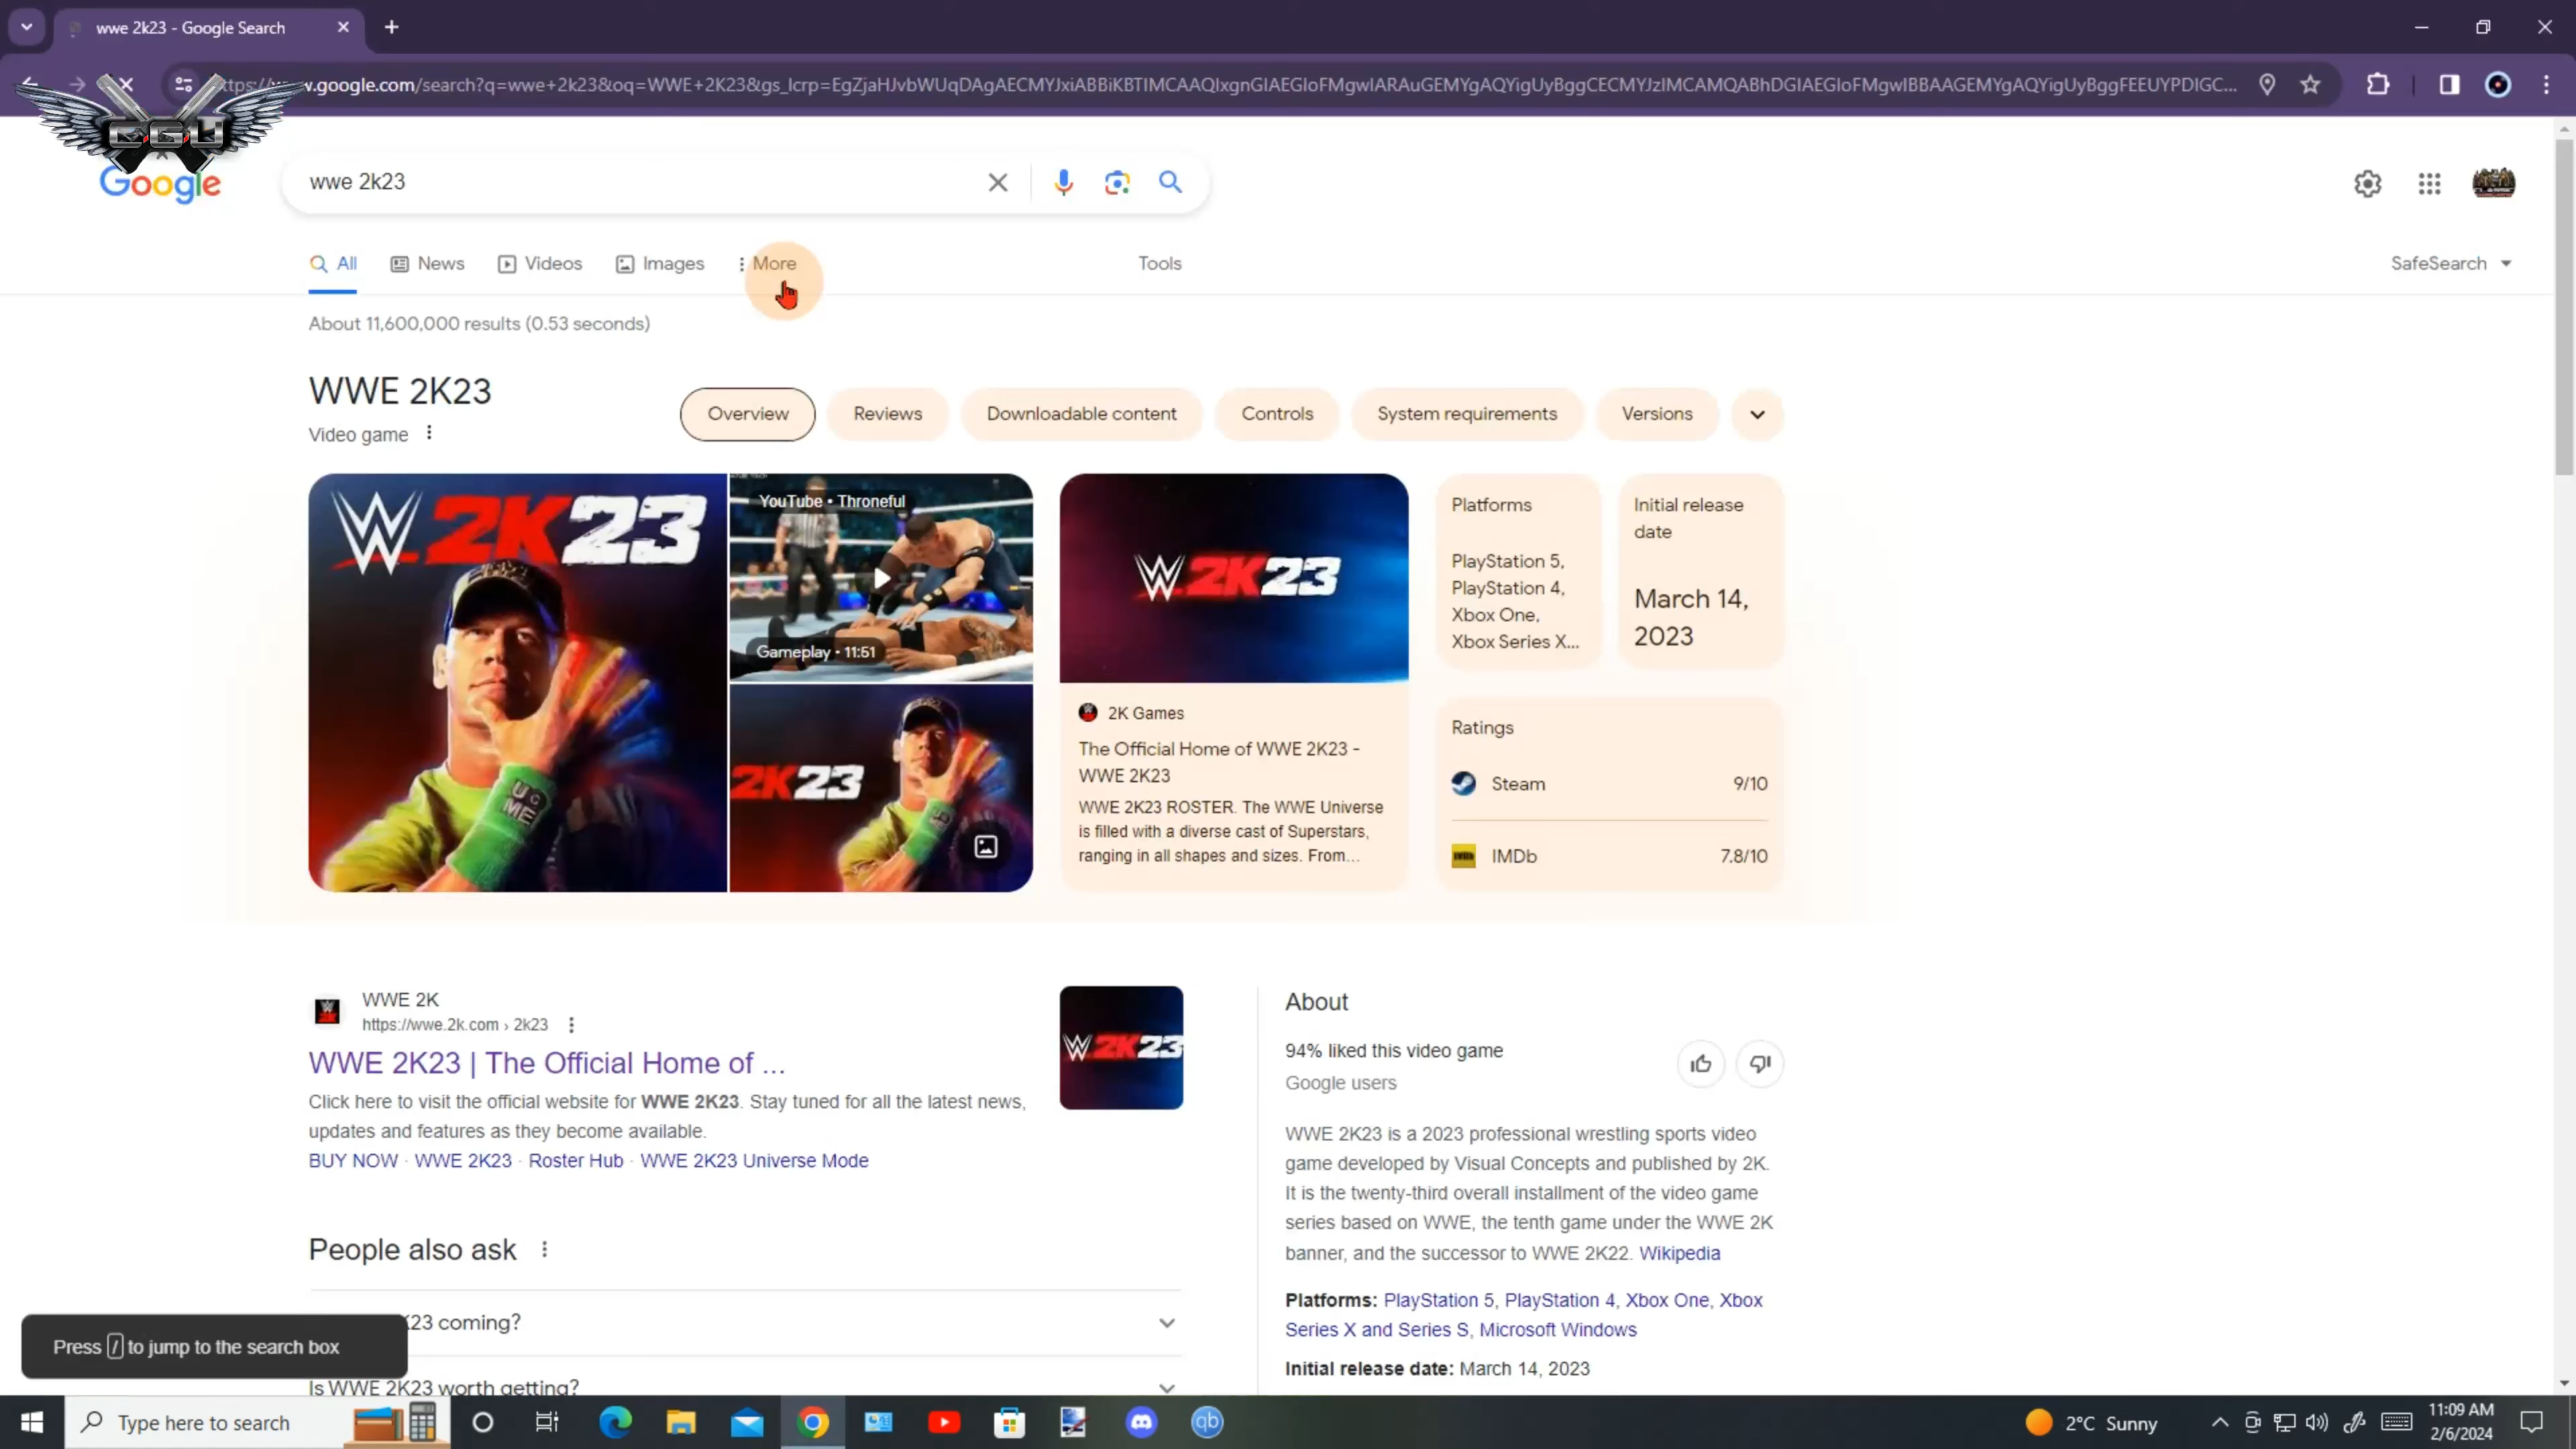 wwe 2k23 - Google Search
https://www.google.com/search?q=wwe+2k23&oq=WWE+2K23&gs_lcrp=EgZjaHJvbWUqDAgAECMYJxiABBiKBTIMCAAQIxgnGIAEGIoFMgwIARAuGEMYgAQYigUyBggCECMYJzIMCAMQABhDGIAEGIoFMgwIBBAAGEMYgAQYigUyBggFEEUYPDIGC...
C.G.U
Google
wwe 2k23
All
News
Videos
Images
More
Tools
SafeSearch
About 11,600,000 results (0.53 seconds)
WWE 2K23
Video game
Overview
Reviews
Downloadable content
Controls
System requirements
Versions
W 2K23
YouTube • Throneful
Gameplay • 11:51
U C ME
2K23
W 2K23
2K Games
The Official Home of WWE 2K23 -
WWE 2K23
WWE 2K23 ROSTER. The WWE Universe
is filled with a diverse cast of Superstars,
ranging in all shapes and sizes. From...
Platforms
PlayStation 5,
PlayStation 4,
Xbox One,
Xbox Series X...
Initial release
date
March 14,
2023
Ratings
Steam
9/10
IMDb
7.8/10
WWE 2K
https://wwe.2k.com › 2k23
WWE 2K23 | The Official Home of ...
Click here to visit the official website for WWE 2K23. Stay tuned for all the latest news,
updates and features as they become available.
BUY NOW · WWE 2K23 · Roster Hub · WWE 2K23 Universe Mode
W 2K23
People also ask
K23 coming?
Is WWE 2K23 worth getting?
About
94% liked this video game
Google users
WWE 2K23 is a 2023 professional wrestling sports video
game developed by Visual Concepts and published by 2K.
It is the twenty-third overall installment of the video game
series based on WWE, the tenth game under the WWE 2K
banner, and the successor to WWE 2K22. Wikipedia
Platforms: PlayStation 5, PlayStation 4, Xbox One, Xbox
Series X and Series S, Microsoft Windows
Initial release date: March 14, 2023
Press / to jump to the search box
Type here to search
qb
2°C Sunny
11:09 AM
2/6/2024